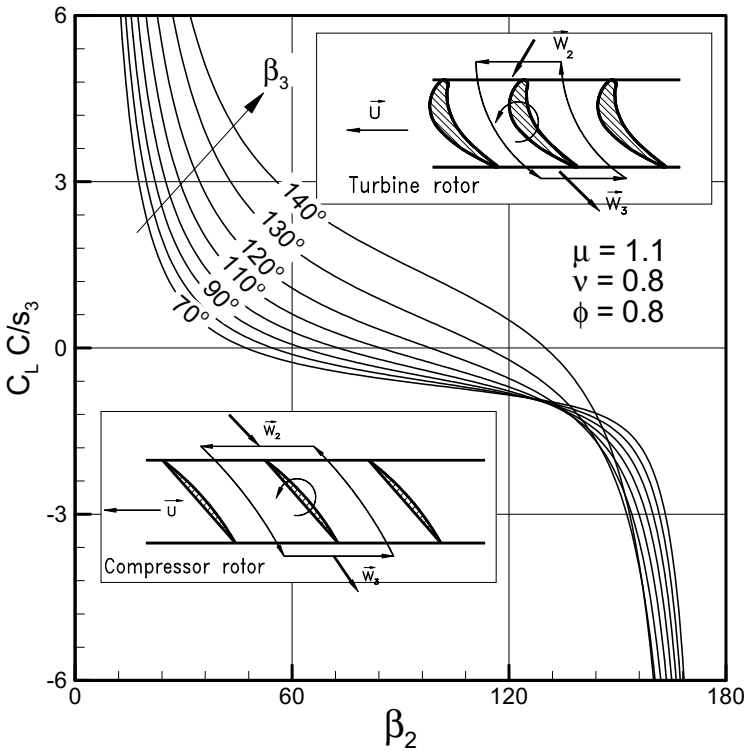 6
3
0
-3
-6
C_L C/s_3
0
60
120
180
β_2
β_3
140°
130°
120°
110°
90°
70°
W_2
U
Turbine rotor
W_3
μ = 1.1
ν = 0.8
ϕ = 0.8
W_2
U
Compressor rotor
W_3